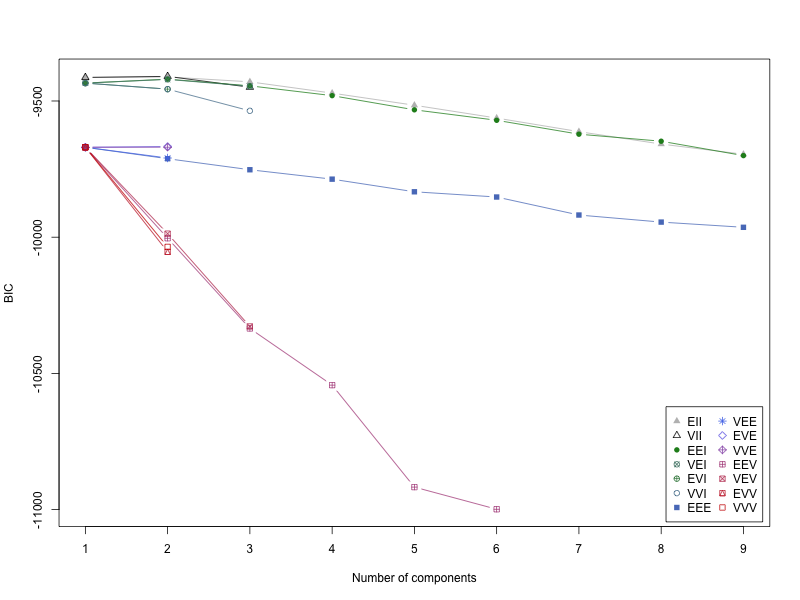 BIC
-9500
-10000
-10500
-11000
EII VEE
VII EVE
EEI VVE
VEI EEV
EVI VEV
VVI EVV
EEE VVV
1 2 3 4 5 6 7 8 9
Number of components